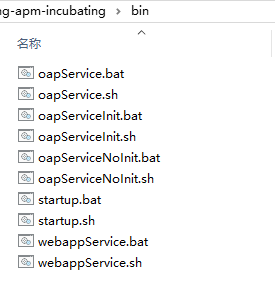 ng-apm-incubating > bin
名称
oapService.bat
oapService.sh
oapServiceInit.bat
oapServiceInit.sh
oapServiceNoInit.bat
oapServiceNoInit.sh
startup.bat
startup.sh
webappService.bat
webappService.sh